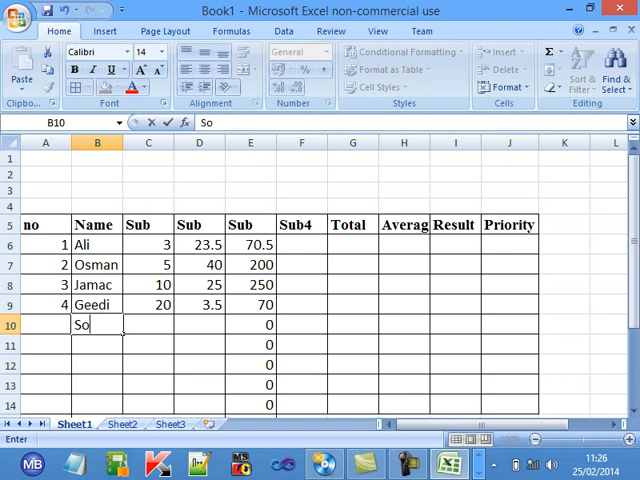 Book1 - Microsoft Excel non-commercial use
Home Insert Page Layout Formulas Data Review View Team
Paste
Calibri 14
B I U A A
A
General
% ,
Conditional Formatting
Format as Table
Cell Styles
Insert
Delete
Format
Σ
Sort & Filter
Find & Select
Clipboa... Font Alignment Number Styles Cells Editing
B10 fx So
A B C D E F G H I J K L
1
2
3
4
5 no Name Sub Sub Sub Sub4 Total Averag Result Priority
6 1 Ali 3 23.5 70.5
7 2 Osman 5 40 200
8 3 Jamac 10 25 250
9 4 Geedi 20 3.5 70
10 So 0
11 0
12 0
13 0
14 0
Sheet1 Sheet2 Sheet3
Enter 100%
MB MS
11:26
25/02/2014